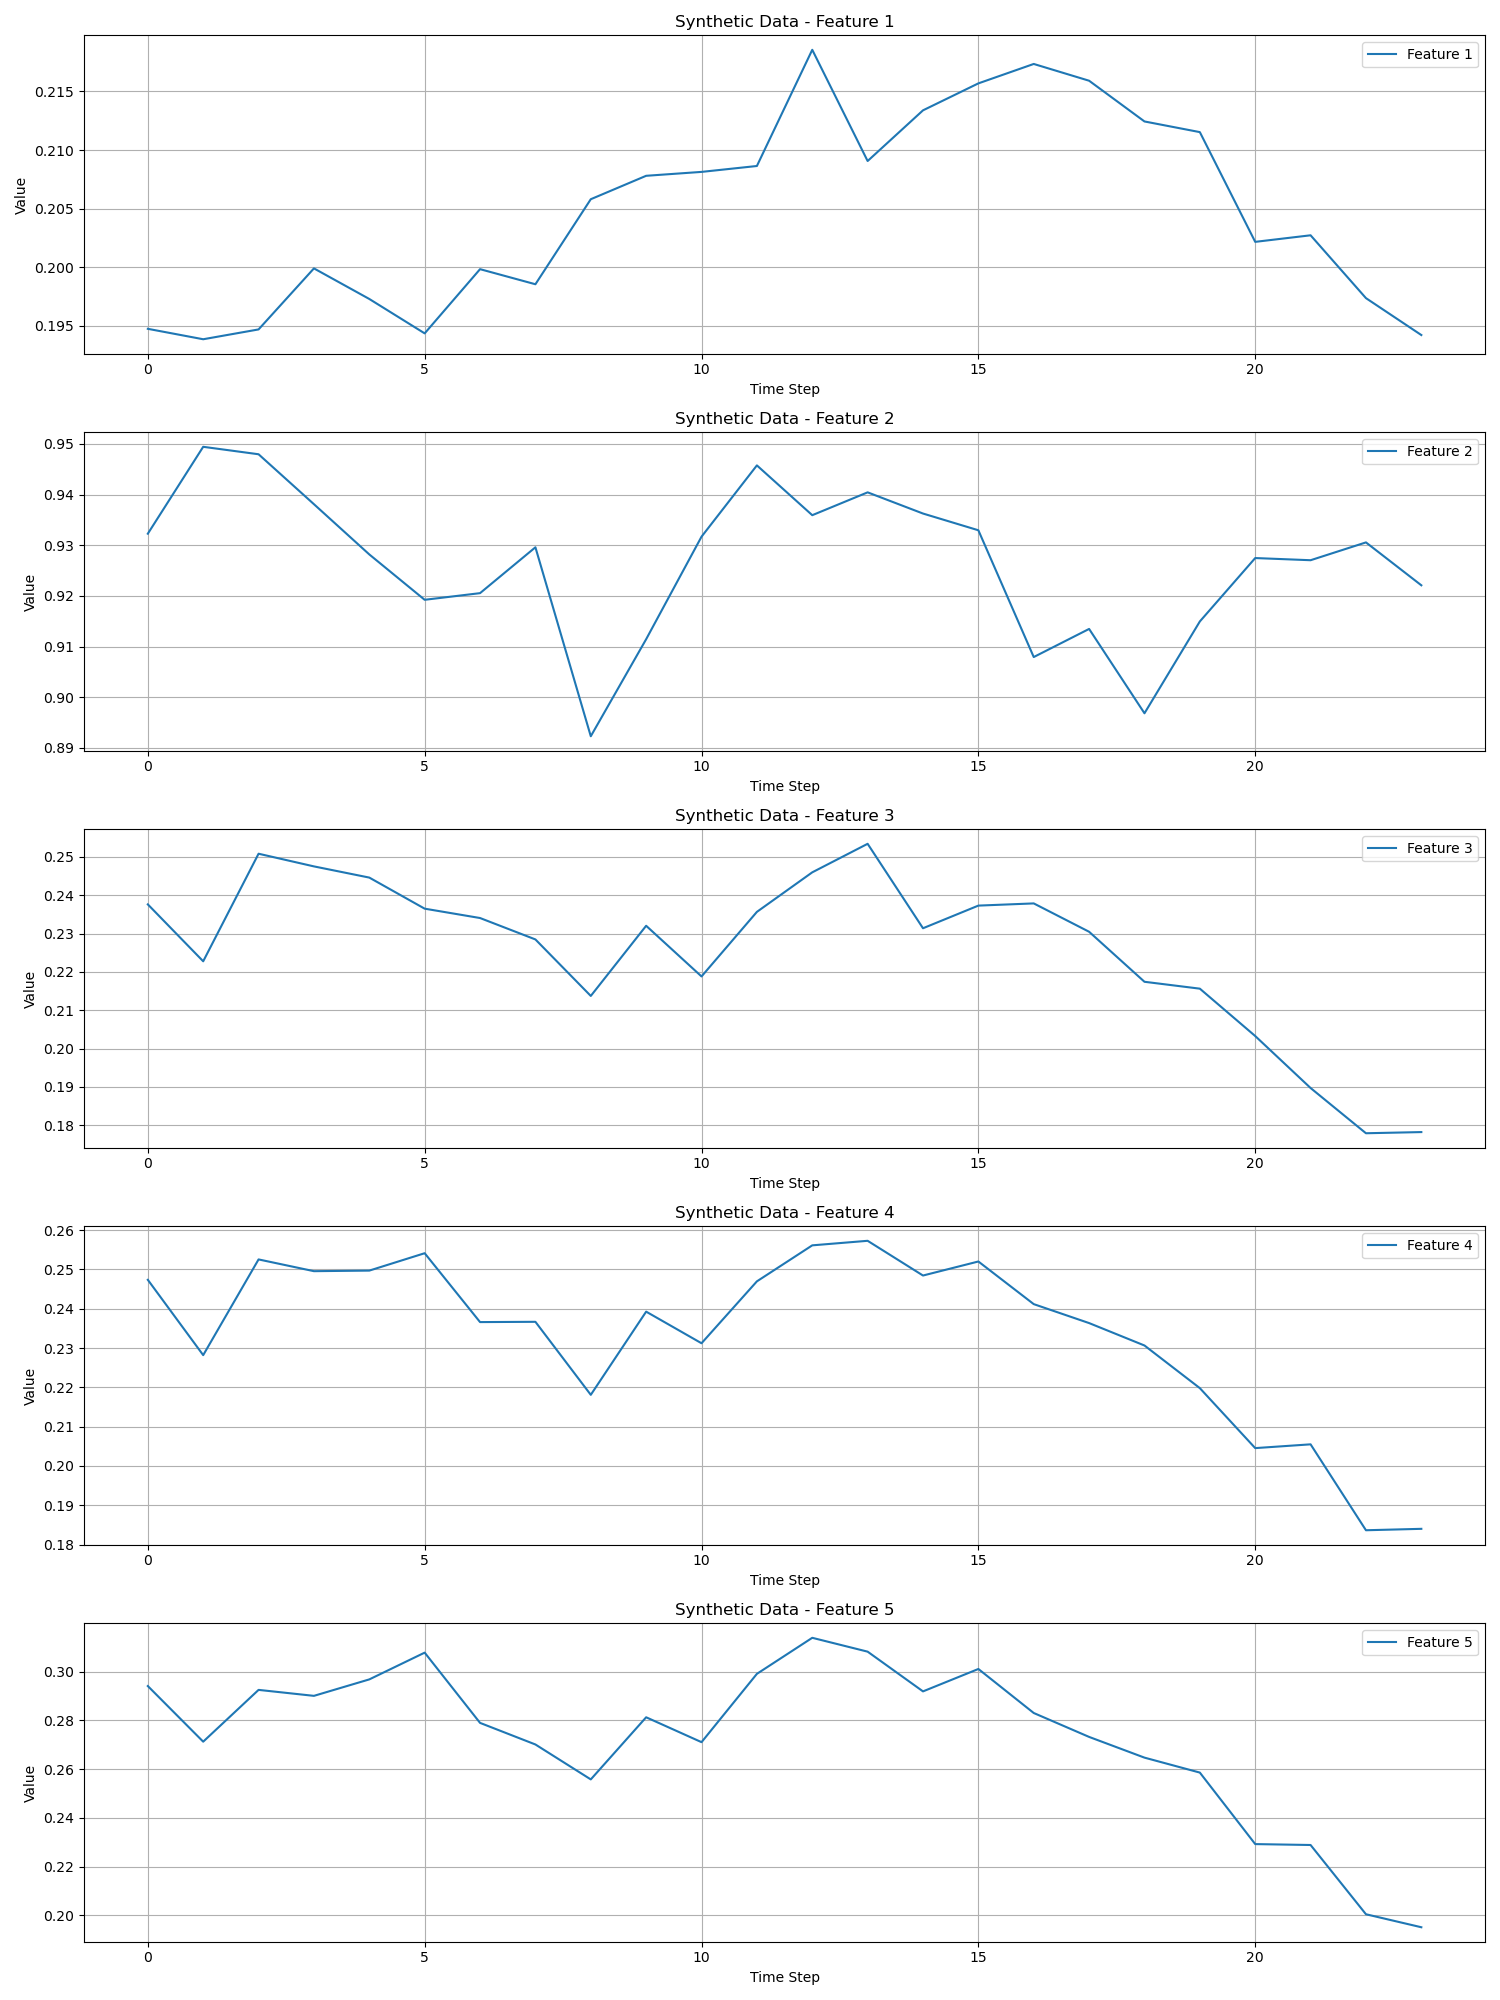 Synthetic Data - Feature 1
Feature 1
Value
0.215
0.210
0.205
0.200
0.195
0 5 10 15 20
Time Step
Synthetic Data - Feature 2
Feature 2
Value
0.95
0.94
0.93
0.92
0.91
0.90
0.89
0 5 10 15 20
Time Step
Synthetic Data - Feature 3
Feature 3
Value
0.25
0.24
0.23
0.22
0.21
0.20
0.19
0.18
0 5 10 15 20
Time Step
Synthetic Data - Feature 4
Feature 4
Value
0.26
0.25
0.24
0.23
0.22
0.21
0.20
0.19
0.18
0 5 10 15 20
Time Step
Synthetic Data - Feature 5
Feature 5
Value
0.30
0.28
0.26
0.24
0.22
0.20
0 5 10 15 20
Time Step